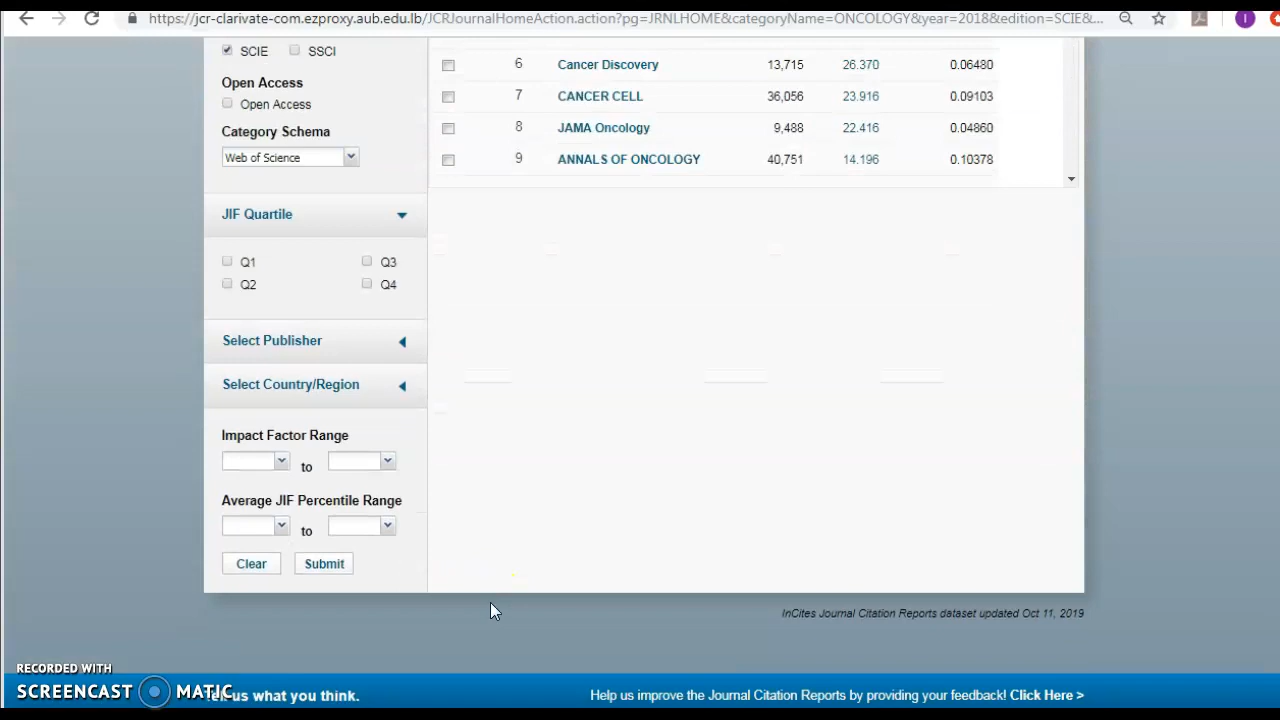 https://jcr-clarivate-com.ezproxy.aub.edu.lb/JCRJournalHomeAction.action?pg=JRNLHOME&categoryName=ONCOLOGY&year=2018&edition=SCIE&...
I
SCIE SSCI
Open Access
Open Access
Category Schema
Web of Science
6 Cancer Discovery 13,715 26.370 0.06480
7 CANCER CELL 36,056 23.916 0.09103
8 JAMA Oncology 9,488 22.416 0.04860
9 ANNALS OF ONCOLOGY 40,751 14.196 0.10378
JIF Quartile
Q1 Q3
Q2 Q4
Select Publisher
Select Country/Region
Impact Factor Range
to
Average JIF Percentile Range
to
Clear Submit
InCites Journal Citation Reports dataset updated Oct 11, 2019
RECORDED WITH
SCREENCAST MATIC
us what you think.
Help us improve the Journal Citation Reports by providing your feedback! Click Here >